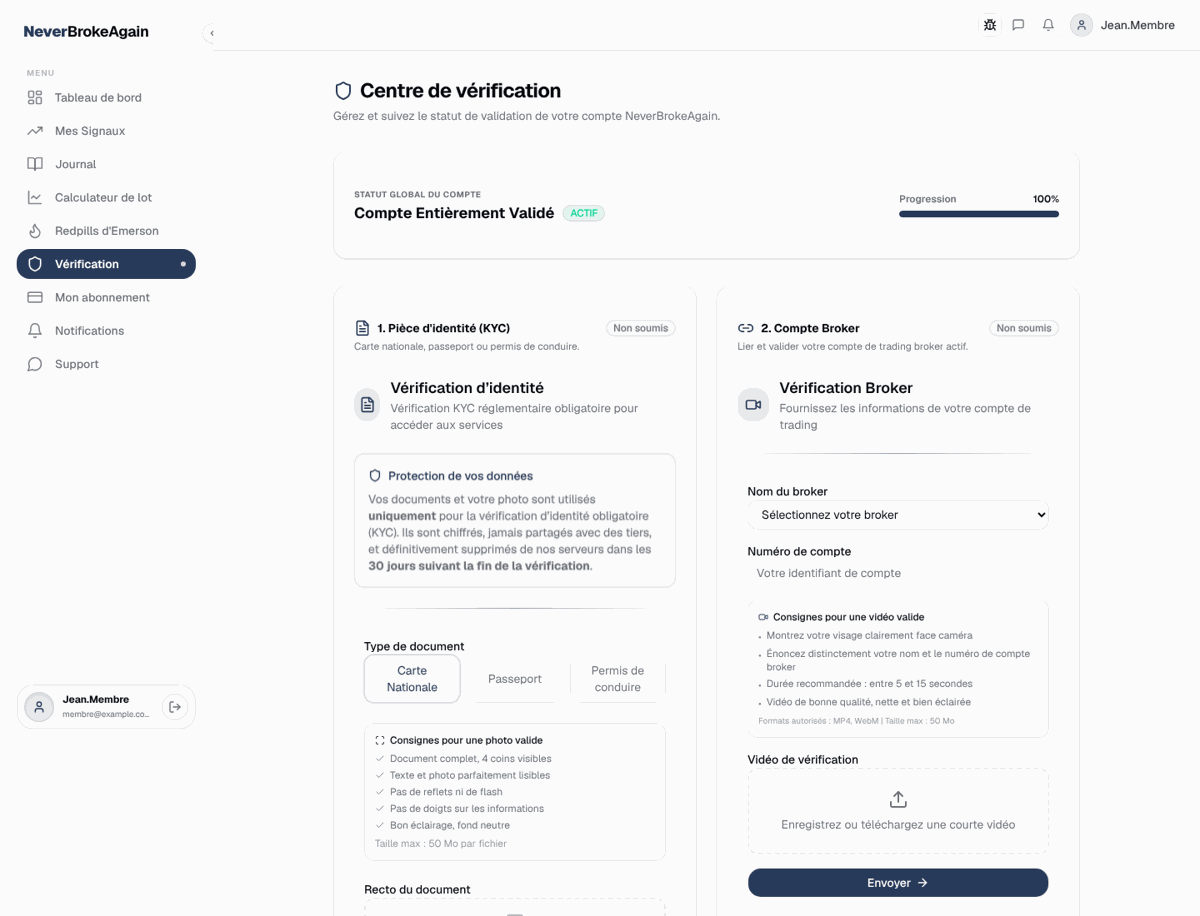 NeverBrokeAgain
Jean.Membre
MENU
Tableau de bord
Mes Signaux
Journal
Calculateur de lot
Redpills d'Emerson
Vérification
Mon abonnement
Notifications
Support
Jean.Membre
membre@example.co...
Centre de vérification
Gérez et suivez le statut de validation de votre compte NeverBrokeAgain.
STATUT GLOBAL DU COMPTE
Compte Entièrement Validé ACTIF
Progression 100%
1. Pièce d'identité (KYC) Non soumis
Carte nationale, passeport ou permis de conduire.
Vérification d’identité
Vérification KYC réglementaire obligatoire pour
accéder aux services
Protection de vos données
Vos documents et votre photo sont utilisés
uniquement pour la vérification d’identité obligatoire
(KYC). Ils sont chiffrés, jamais partagés avec des tiers,
et définitivement supprimés de nos serveurs dans les
30 jours suivant la fin de la vérification.
Type de document
Carte
Nationale
Passeport
Permis de
conduire
Consignes pour une photo valide
Document complet, 4 coins visibles
Texte et photo parfaitement lisibles
Pas de reflets ni de flash
Pas de doigts sur les informations
Bon éclairage, fond neutre
Taille max : 50 Mo par fichier
Recto du document
2. Compte Broker Non soumis
Lier et valider votre compte de trading broker actif.
Vérification Broker
Fournissez les informations de votre compte de
trading
Nom du broker
Sélectionnez votre broker
Numéro de compte
Votre identifiant de compte
Consignes pour une vidéo valide
• Montrez votre visage clairement face caméra
• Énoncez distinctement votre nom et le numéro de compte
broker
• Durée recommandée : entre 5 et 15 secondes
• Vidéo de bonne qualité, nette et bien éclairée
Formats autorisés : MP4, WebM | Taille max : 50 Mo
Vidéo de vérification
Enregistrez ou téléchargez une courte vidéo
Envoyer →